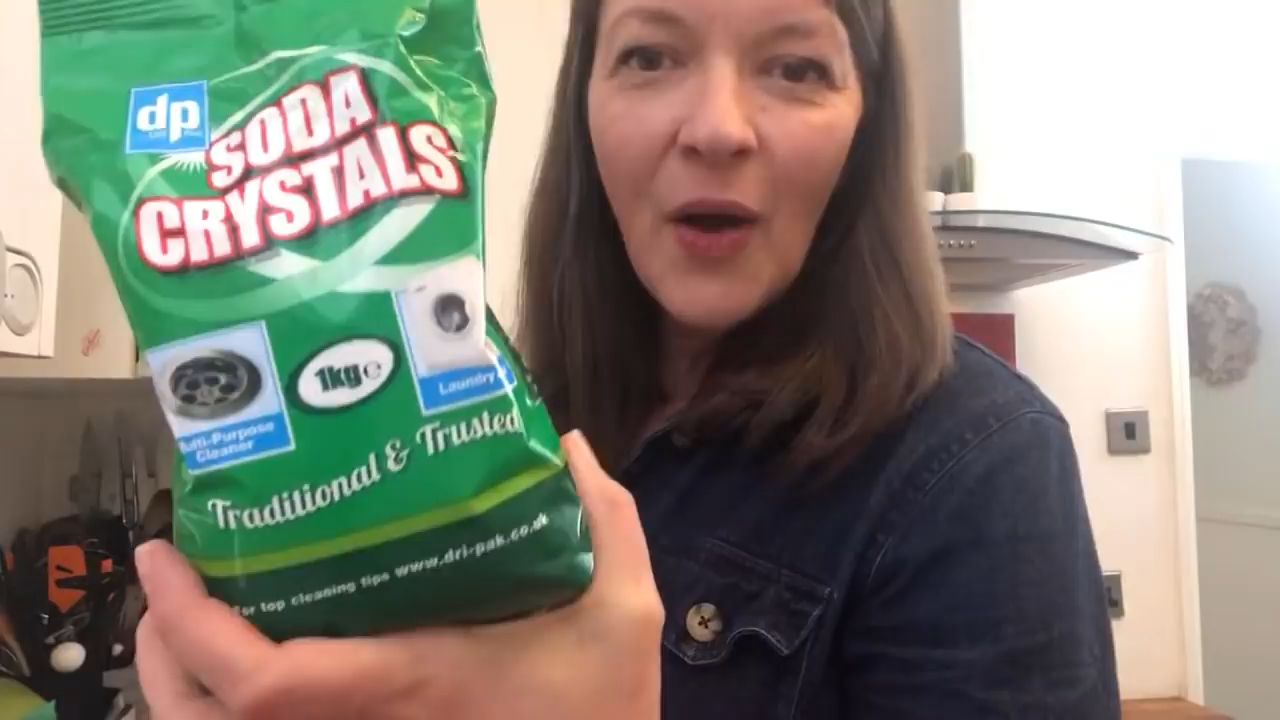 dp
SODA
CRYSTALS
1kg e
Laundry
Multi-Purpose
Cleaner
Traditional & Trusted
For top cleaning tips www.dri-pak.co.uk